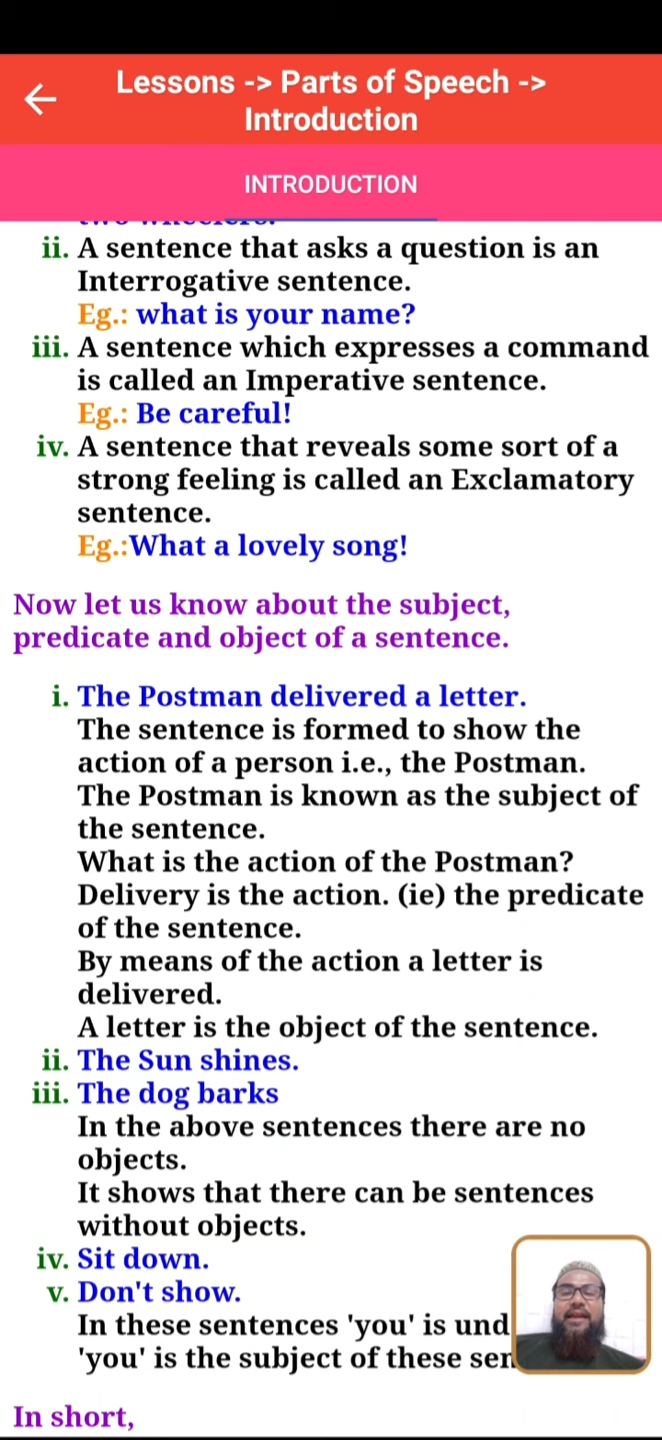 Lessons -> Parts of Speech ->
Introduction
INTRODUCTION
ii. A sentence that asks a question is an
Interrogative sentence.
Eg.: what is your name?
iii. A sentence which expresses a command
is called an Imperative sentence.
Eg.: Be careful!
iv. A sentence that reveals some sort of a
strong feeling is called an Exclamatory
sentence.
Eg.:What a lovely song!
Now let us know about the subject,
predicate and object of a sentence.
i. The Postman delivered a letter.
The sentence is formed to show the
action of a person i.e., the Postman.
The Postman is known as the subject of
the sentence.
What is the action of the Postman?
Delivery is the action. (ie) the predicate
of the sentence.
By means of the action a letter is
delivered.
A letter is the object of the sentence.
ii. The Sun shines.
iii. The dog barks
In the above sentences there are no
objects.
It shows that there can be sentences
without objects.
iv. Sit down.
v. Don't show.
In these sentences 'you' is und
'you' is the subject of these sen
In short,